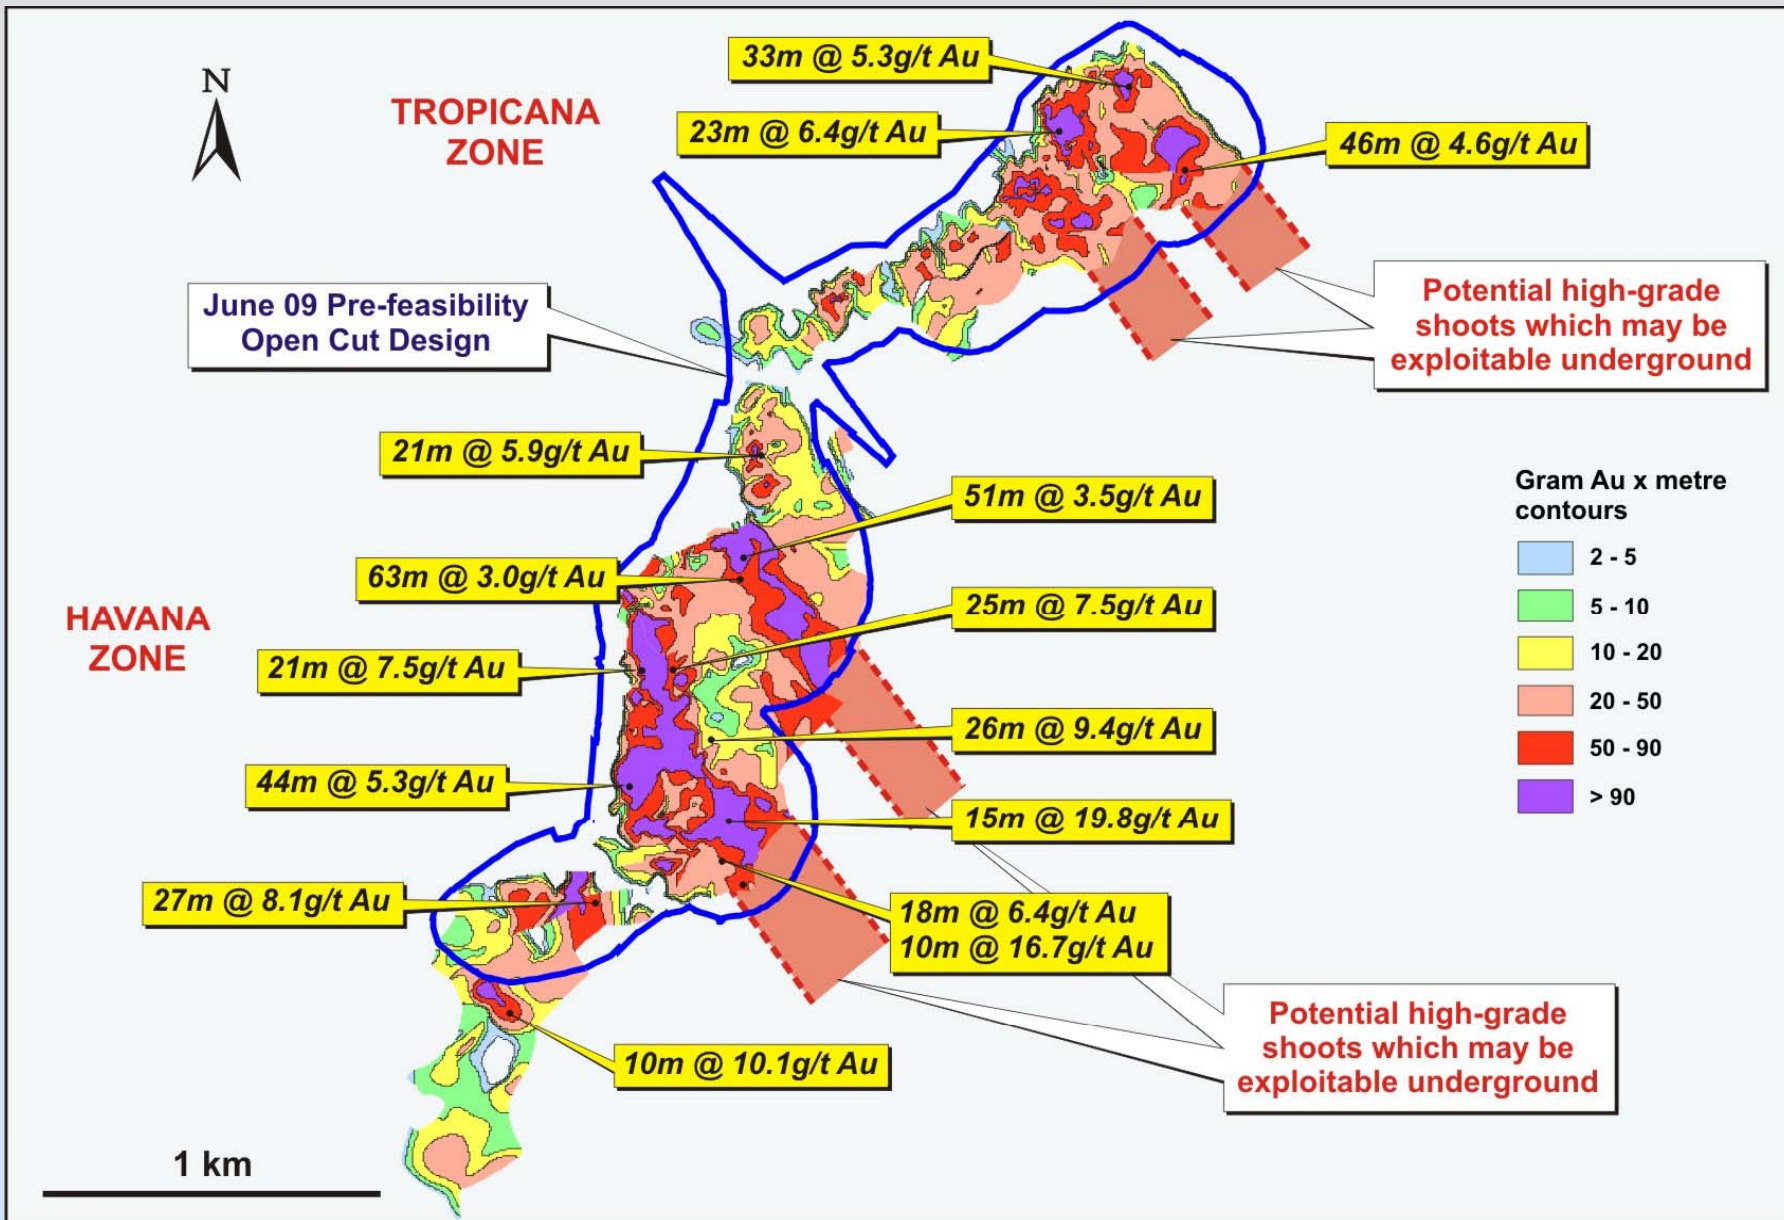 N
TROPICANA
ZONE
33m @ 5.3g/t Au
23m @ 6.4g/t Au
46m @ 4.6g/t Au
June 09 Pre-feasibility
Open Cut Design
Potential high-grade
shoots which may be
exploitable underground
21m @ 5.9g/t Au
51m @ 3.5g/t Au
63m @ 3.0g/t Au
25m @ 7.5g/t Au
HAVANA
ZONE
21m @ 7.5g/t Au
26m @ 9.4g/t Au
44m @ 5.3g/t Au
15m @ 19.8g/t Au
27m @ 8.1g/t Au
18m @ 6.4g/t Au
10m @ 16.7g/t Au
10m @ 10.1g/t Au
Potential high-grade
shoots which may be
exploitable underground
Gram Au x metre
contours
2 - 5
5 - 10
10 - 20
20 - 50
50 - 90
> 90
1 km